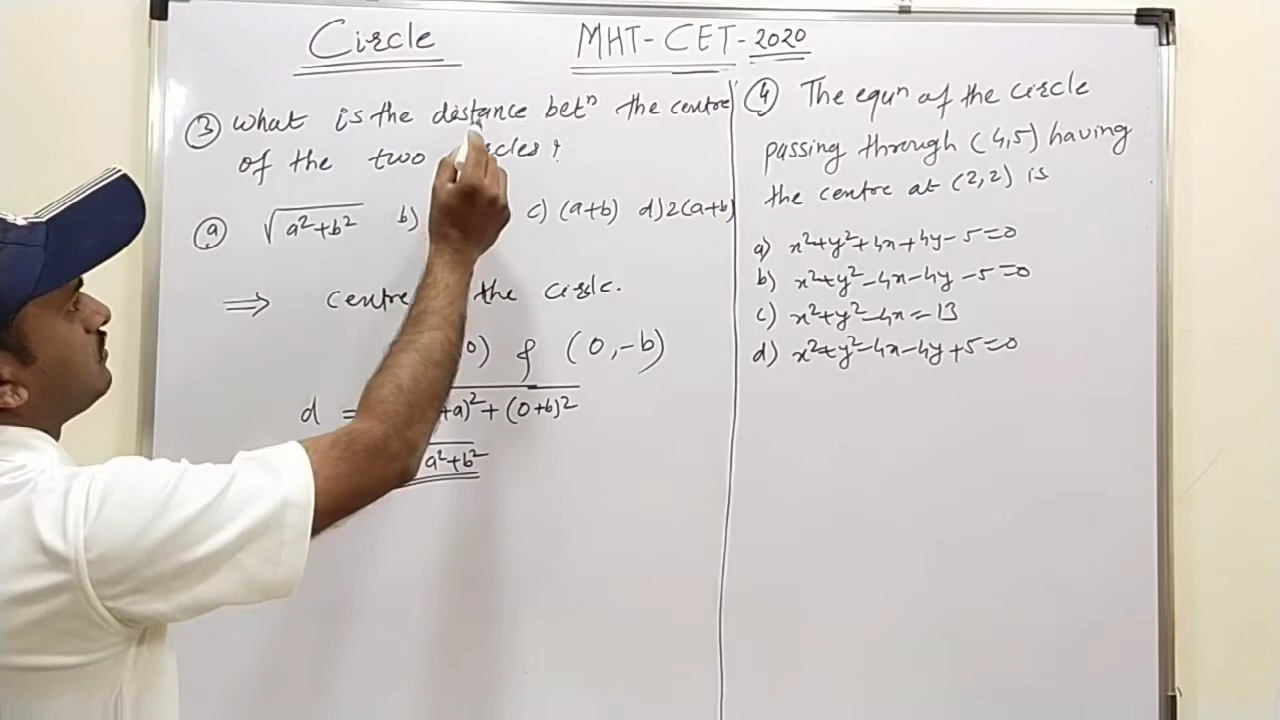 Circle
MHT-CET-2020
③ What is the distance betⁿ the centre
of the two circles?
ⓐ √a²+b² b) c) (a+b) d) 2(a+b)
⇒ centre the circle.
0) & (0,-b)
d = +a)²+(0+b)²
a²+b²
④ The equⁿ of the circle
passing through (4,5) having
the centre at (2,2) is
a) x²+y²+4x+4y-5=0
b) x²+y²-4x-4y-5=0
c) x²+y²-4x=13
d) x²+y²-4x-4y+5=0